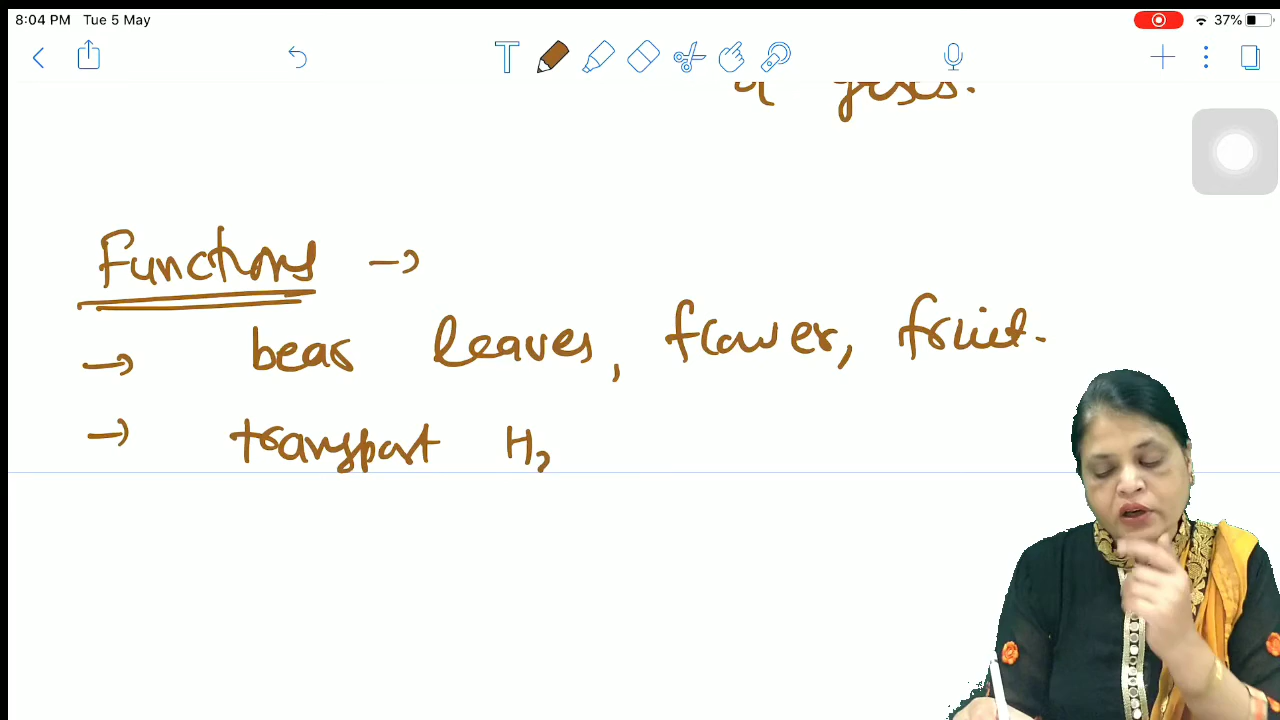 8:04 PM Tue 5 May
37%
T
Functions →
→ bear leaves, flower, fruit.
→ transport H2